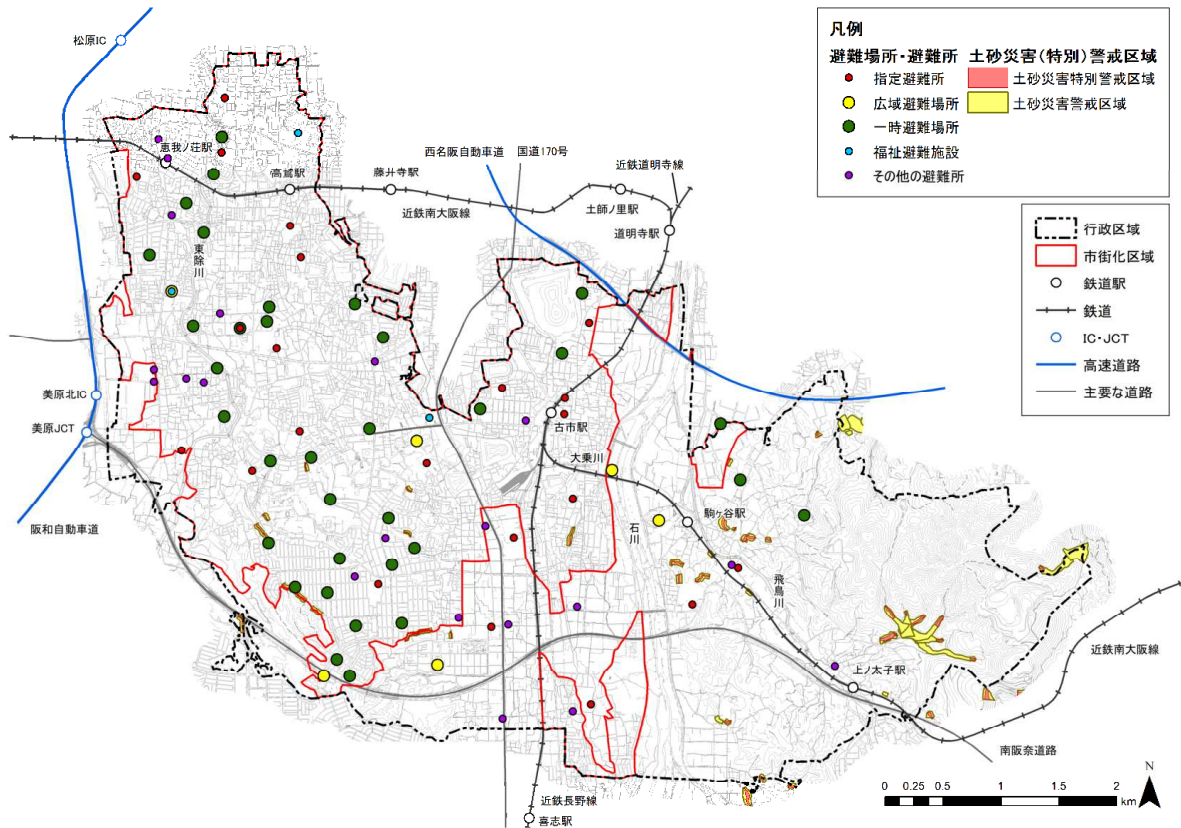 凡例
避難場所・避難所 土砂災害(特別)警戒区域
指定避難所 土砂災害特別警戒区域
広域避難場所 土砂災害警戒区域
一時避難場所
福祉避難施設
その他の避難所
行政区域
市街化区域
鉄道駅
鉄道
IC・JCT
高速道路
主要な道路
松原IC
恵我ノ荘駅
高鷲駅
藤井寺駅
西名阪自動車道
国道170号
近鉄道明寺線
近鉄南大阪線
土師ノ里駅
道明寺駅
東除川
美原北IC
美原JCT
阪和自動車道
古市駅
大乗川
石川
駒ヶ谷駅
飛鳥川
上ノ太子駅
近鉄南大阪線
南阪奈道路
近鉄長野線
喜志駅
N
0 0.25 0.5 1 1.5 2
km